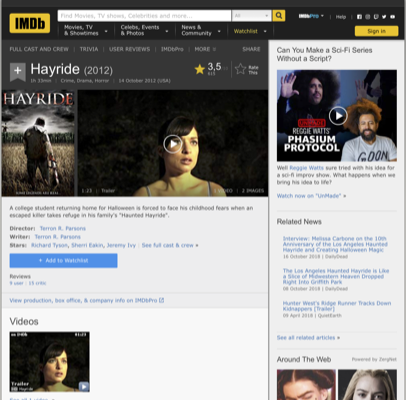 IMDb
Find Movies, TV shows, Celebrities and more...
All
IMDbPro
Help
Movies, TV
& Showtimes
Celebs, Events
& Photos
News &
Community
Watchlist
Sign in
FULL CAST AND CREW | TRIVIA | USER REVIEWS | IMDbPro | MORE
SHARE
Hayride (2012)
1h 33min | Crime, Drama, Horror | 14 October 2012 (USA)
3,5
Rate
This
HAYRIDE
1:23 | Trailer
1 VIDEO | 2 IMAGES
A college student returning home for Halloween is forced to face his childhood fears when an
escaped killer takes refuge in his family's "Haunted Hayride".
Director: Terron R. Parsons
Writer: Terron R. Parsons
Stars: Richard Tyson, Sherri Eakin, Jeremy Ivy | See full cast & crew »
+ Add to Watchlist
Reviews
9 user | 15 critic
View production, box office, & company info on IMDbPro
Videos
01:23
Trailer
Hayride
Can You Make a Sci-Fi Series
Without a Script?
REGGIE WATTS'
PHASIUM
PROTOCOL
Well Reggie Watts sure tried with his idea for
a sci-fi improv show. What happens when we
bring his idea to life?
Watch now on "UnMade" »
Related News
Interview: Melissa Carbone on the 10th
Anniversary of the Los Angeles Haunted
Hayride and Creating Halloween Magic
16 October 2018 | DailyDead
The Los Angeles Haunted Hayride is Like
a Slice of Midwestern Heaven Dropped
Right Into Griffith Park
08 October 2018 | DailyDead
Hunter West's Ridge Runner Tracks Down
Kidnappers [Trailer]
09 April 2018 | QuietEarth
See all related articles »
Around The Web
Powered by ZergNet